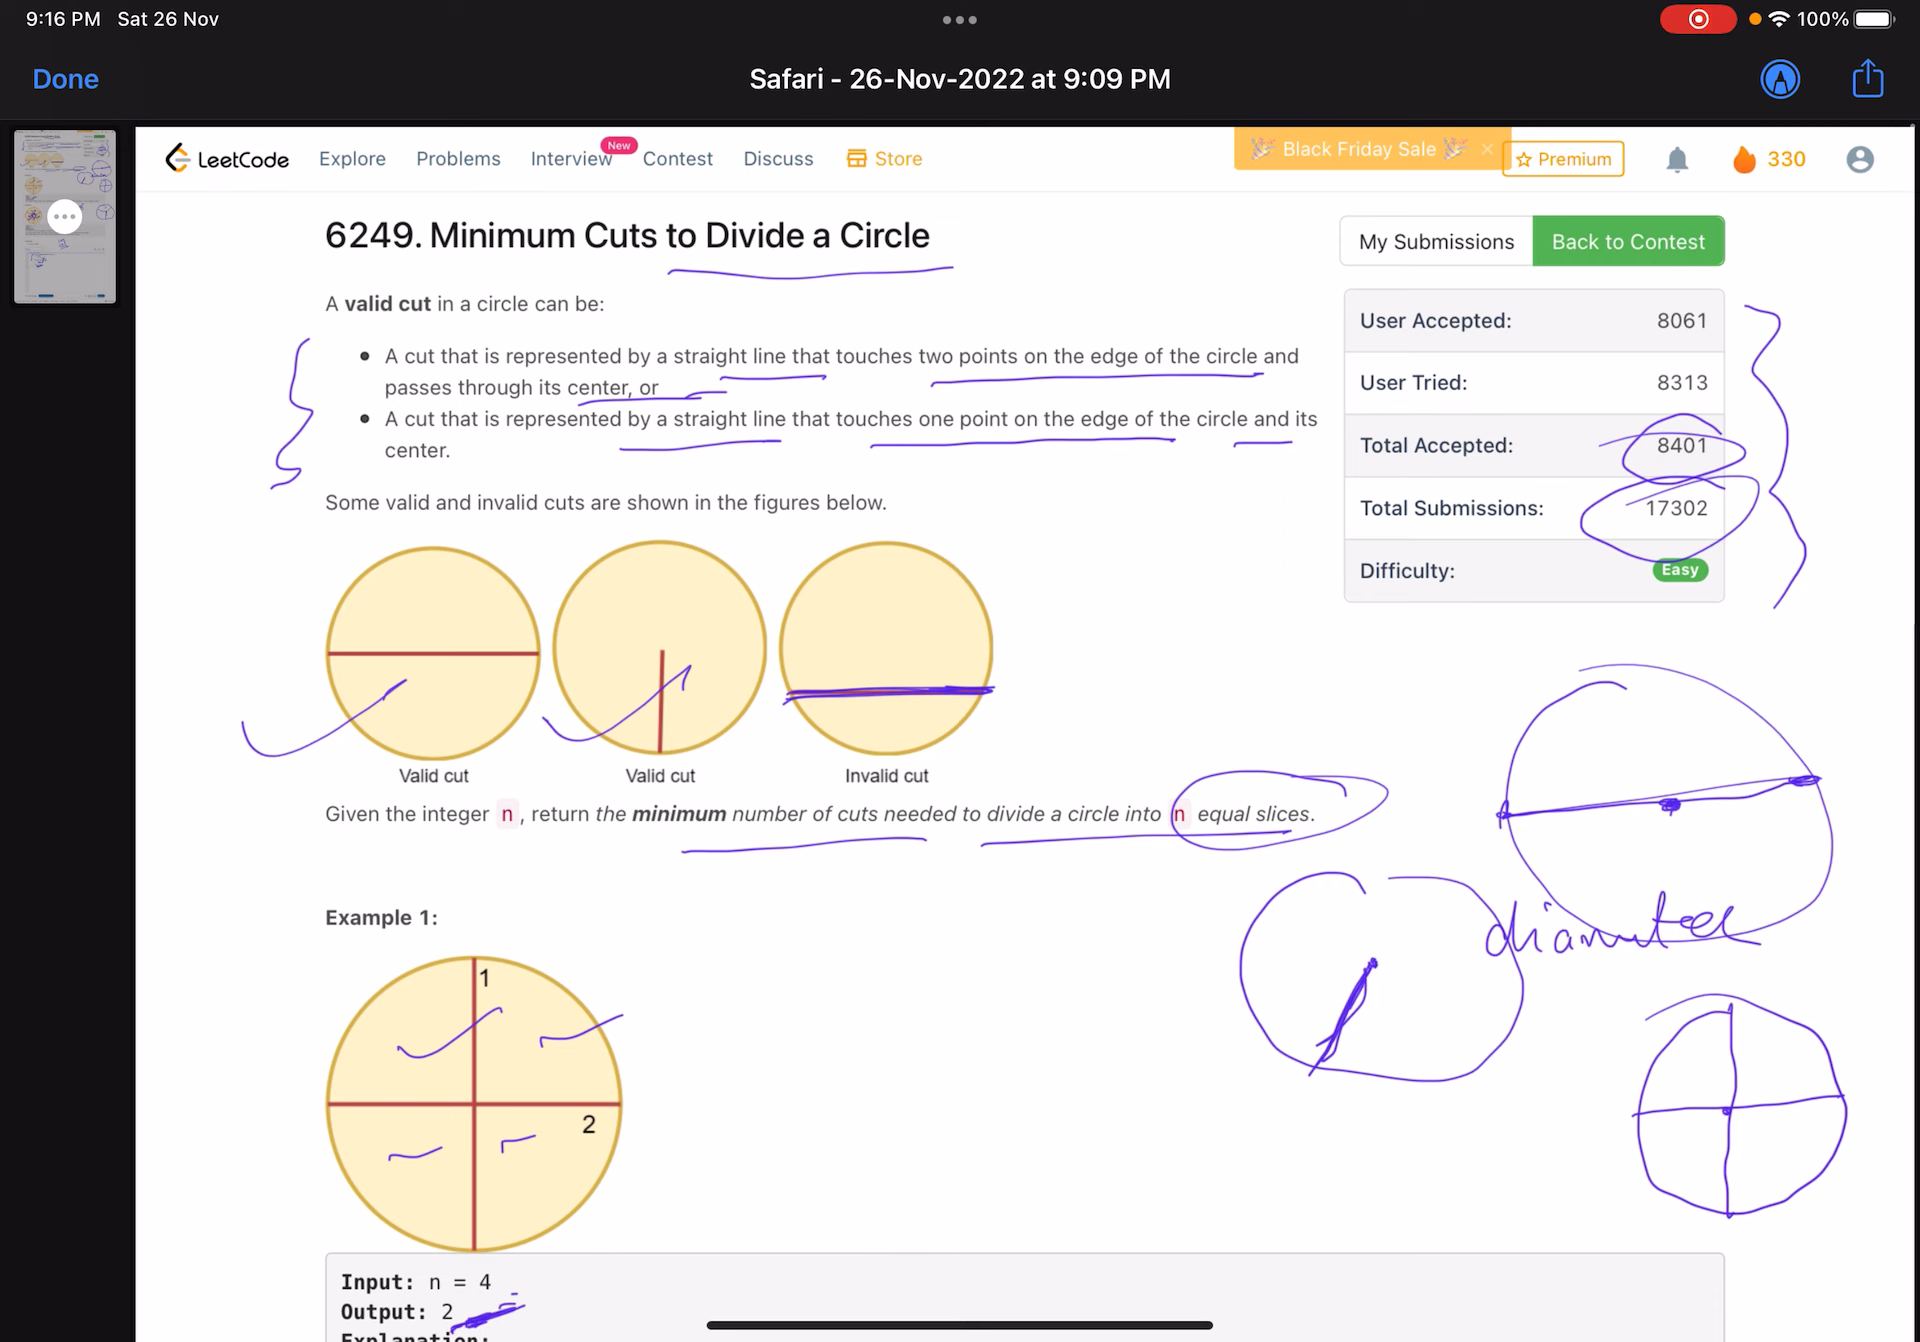 9:16 PM Sat 26 Nov
100%
Done
Safari - 26-Nov-2022 at 9:09 PM
LeetCode
Explore
Problems
Interview
New
Contest
Discuss
Store
Black Friday Sale
×
Premium
330
6249. Minimum Cuts to Divide a Circle
My Submissions
Back to Contest
A valid cut in a circle can be:
User Accepted: 8061
User Tried: 8313
Total Accepted: 8401
Total Submissions: 17302
Difficulty: Easy
• A cut that is represented by a straight line that touches two points on the edge of the circle and
passes through its center, or
• A cut that is represented by a straight line that touches one point on the edge of the circle and its
center.
Some valid and invalid cuts are shown in the figures below.
Valid cut
Valid cut
Invalid cut
Given the integer n, return the minimum number of cuts needed to divide a circle into n equal slices.
Example 1:
1
2
Input: n = 4
Output: 2
Explanation: